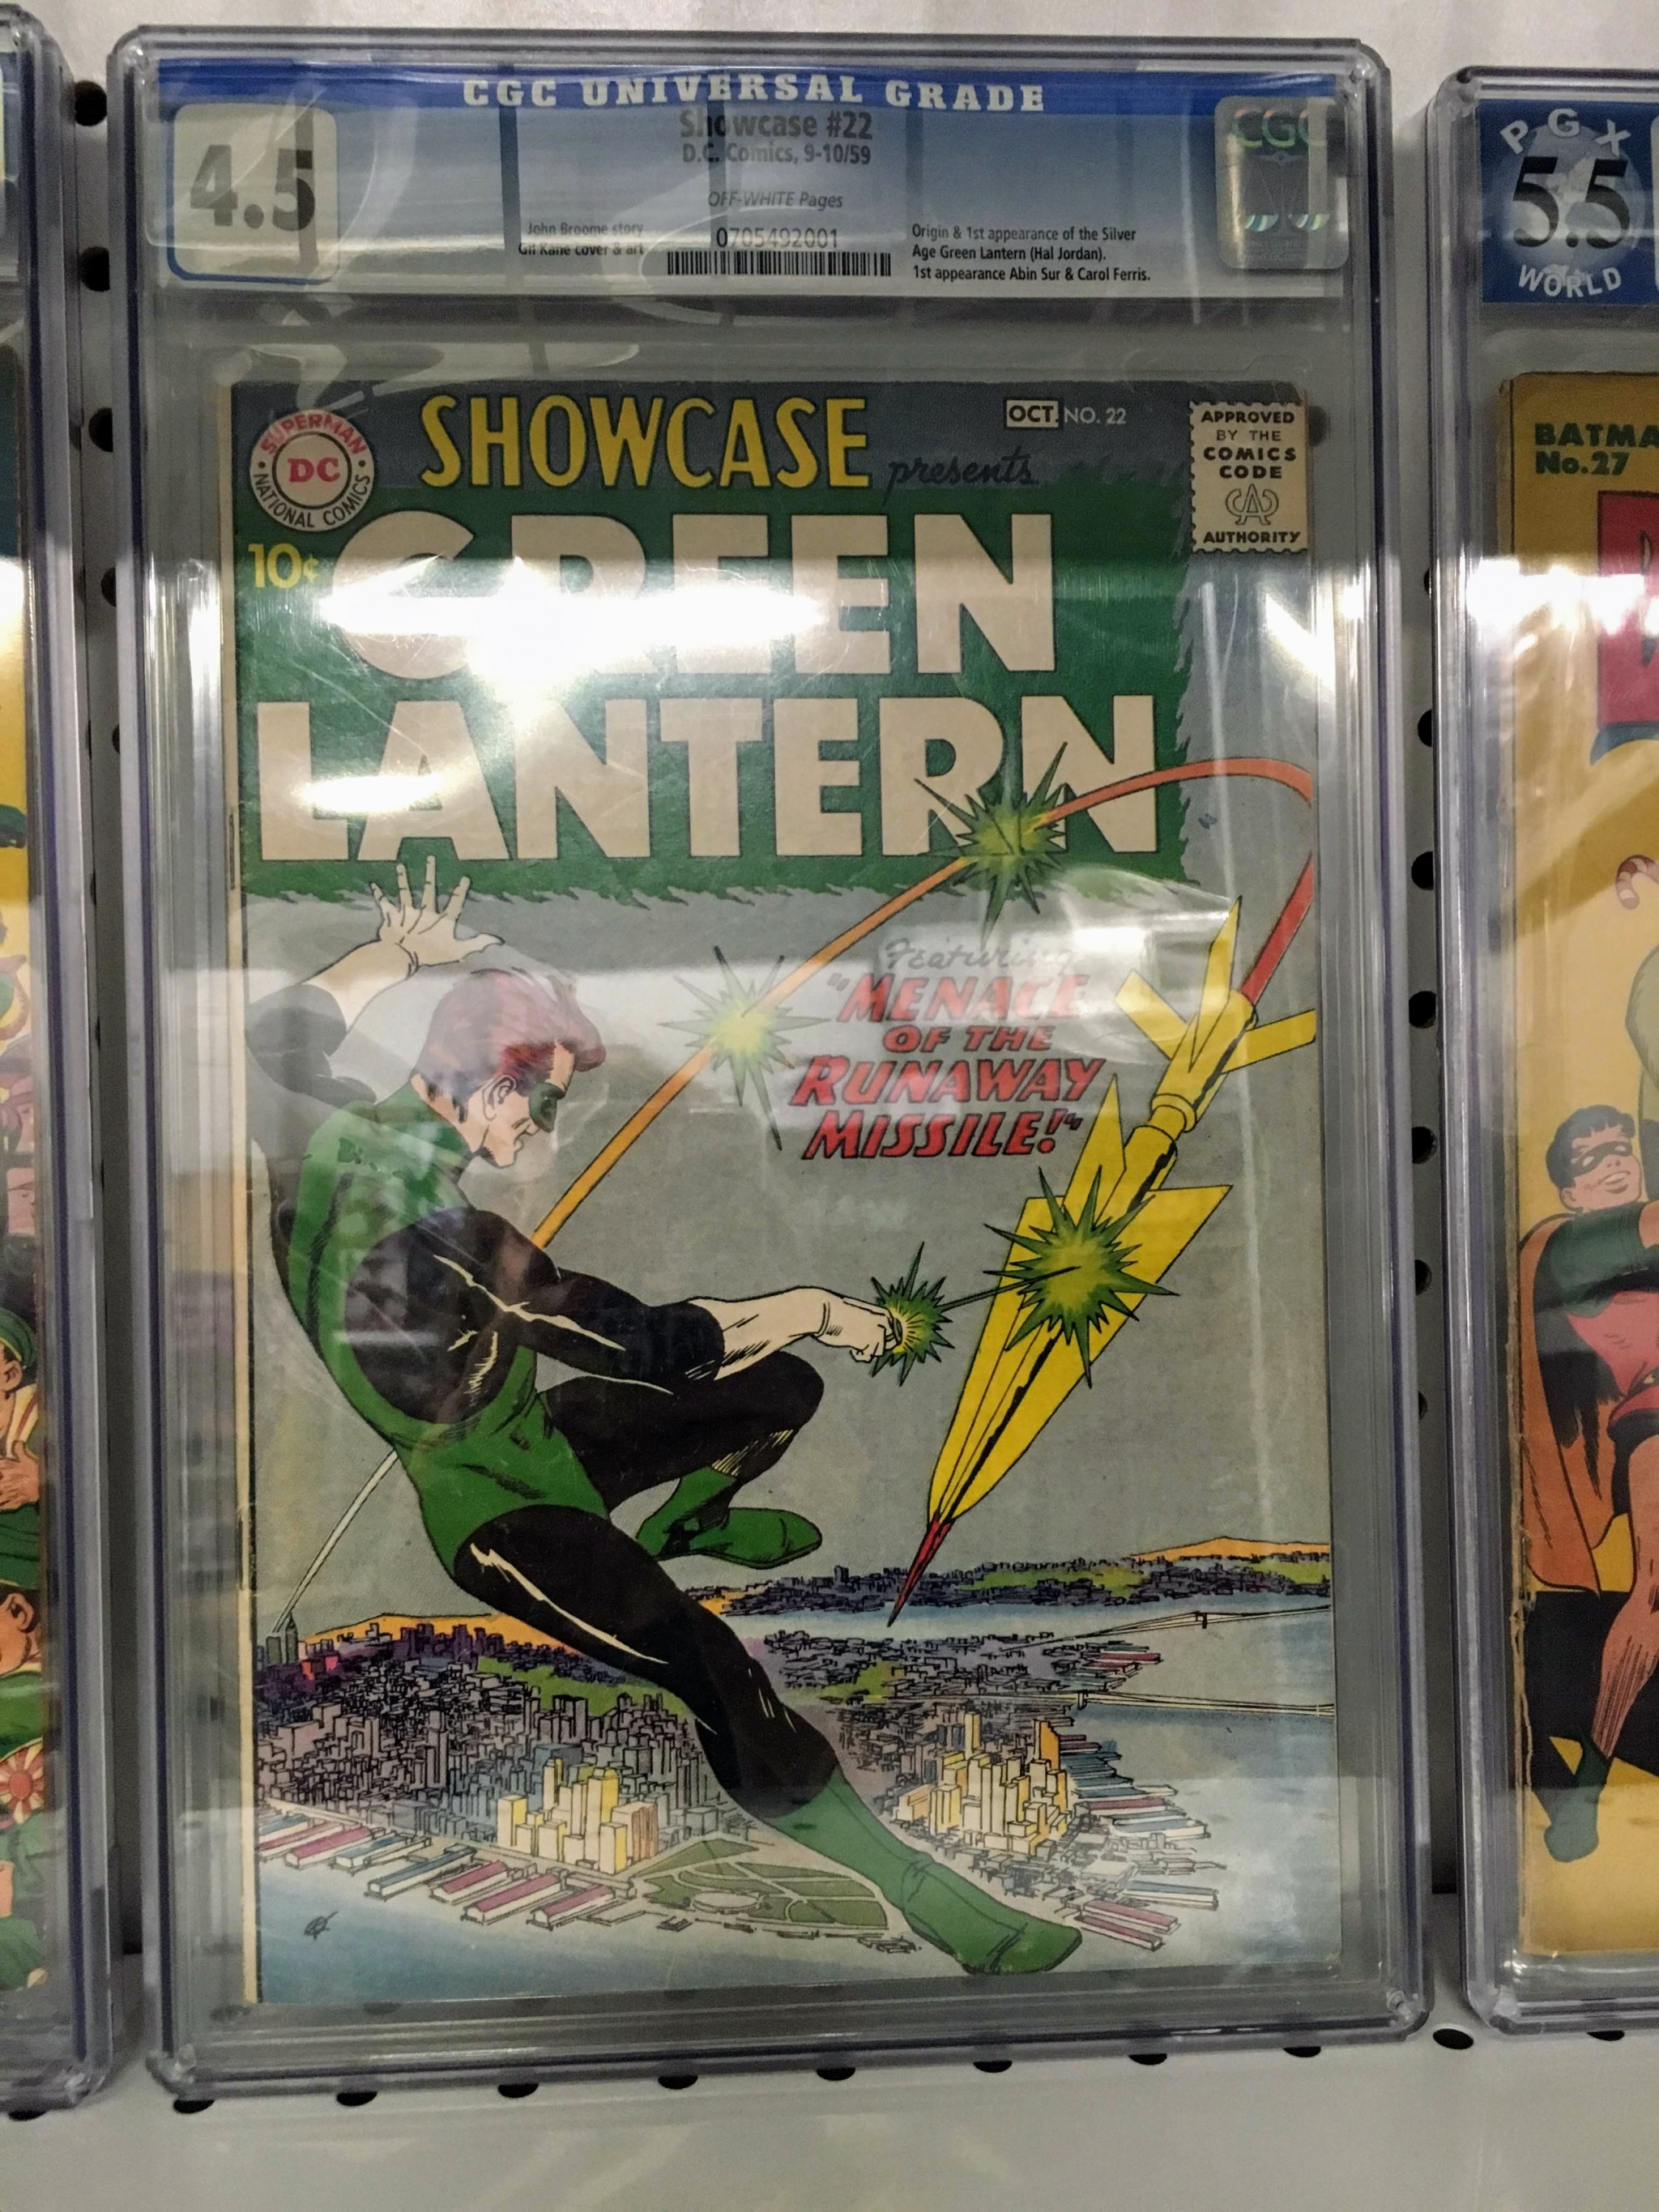 CGC UNIVERSAL GRADE
4.5
Showcase #22
D.C. Comics, 9-10/59
OFF-WHITE Pages
John Broome story
Gil Kane cover & art
0705492001
Origin & 1st appearance of the Silver
Age Green Lantern (Hal Jordan).
1st appearance Abin Sur & Carol Ferris.
CGC
PGX
5.5
WORLD
SUPERMAN
DC
NATIONAL COMICS
SHOWCASE
presents
OCT. NO. 22
APPROVED
BY THE
COMICS
CODE
CA
AUTHORITY
10¢
GREEN
LANTERN
Featuring
"MENACE
OF THE
RUNAWAY
MISSILE!"
BATMA
No.27